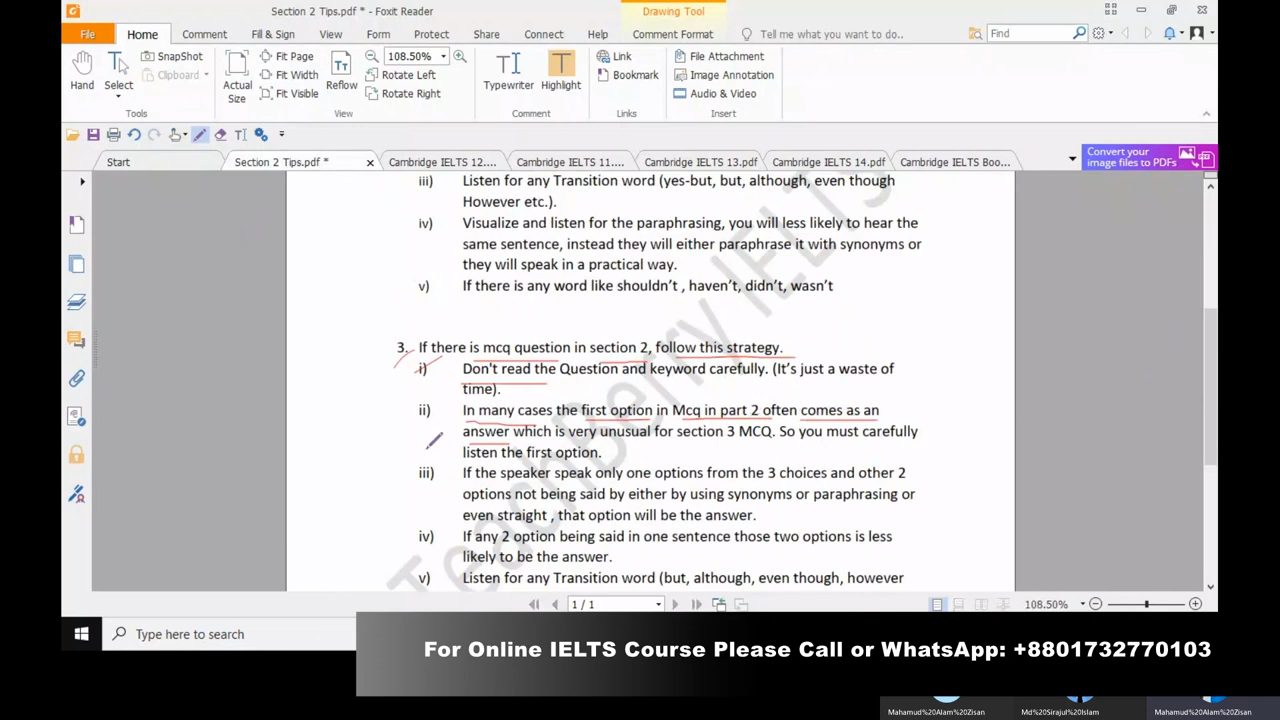 Section 2 Tips.pdf * - Foxit Reader
Drawing Tool
File
Home
Comment
Fill & Sign
View
Form
Protect
Share
Connect
Help
Comment Format
Tell me what you want to do..
Find
Hand
Select
SnapShot
Clipboard
Actual
Size
Fit Page
Fit Width
Fit Visible
Reflow
108.50%
Rotate Left
Rotate Right
Typewriter
Highlight
Link
Bookmark
File Attachment
Image Annotation
Audio & Video
Tools
View
Comment
Links
Insert
Start
Section 2 Tips.pdf *
Cambridge IELTS 12....
Cambridge IELTS 11....
Cambridge IELTS 13.pdf
Cambridge IELTS 14.pdf
Cambridge IELTS Boo...
Convert your
image files to PDFs
iii) Listen for any Transition word (yes-but, but, although, even though
However etc.).
iv) Visualize and listen for the paraphrasing, you will less likely to hear the
same sentence, instead they will either paraphrase it with synonyms or
they will speak in a practical way.
v) If there is any word like shouldn't , haven't, didn't, wasn't
3. If there is mcq question in section 2, follow this strategy.
i) Don't read the Question and keyword carefully. (It's just a waste of
time).
ii) In many cases the first option in Mcq in part 2 often comes as an
answer which is very unusual for section 3 MCQ. So you must carefully
listen the first option.
iii) If the speaker speak only one options from the 3 choices and other 2
options not being said by either by using synonyms or paraphrasing or
even straight , that option will be the answer.
iv) If any 2 option being said in one sentence those two options is less
likely to be the answer.
v) Listen for any Transition word (but, although, even though, however
TeachBerry IELTS
1 / 1
108.50%
Type here to search
For Online IELTS Course Please Call or WhatsApp: +8801732770103
Mahamud%20Alam%20Zisan
Md%20Sirajul%20Islam
Mahamud%20Alam%20Zisan